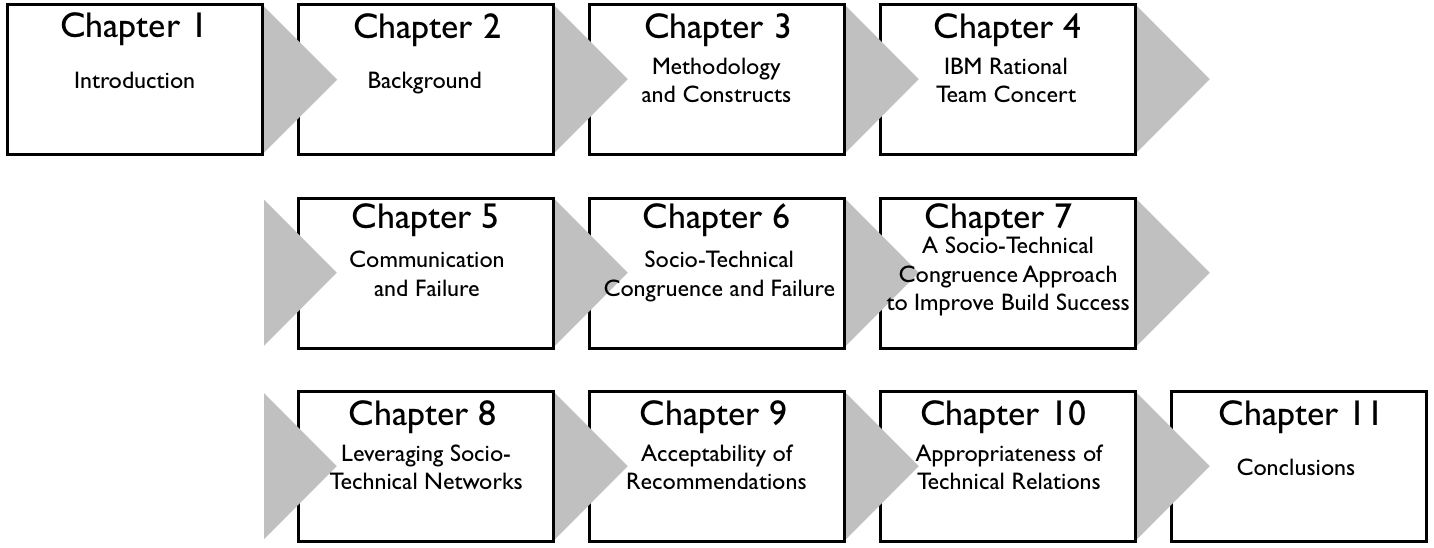 Chapter 1
Introduction
Chapter 2
Background
Chapter 3
Methodology
and Constructs
Chapter 4
IBM Rational
Team Concert
Chapter 5
Communication
and Failure
Chapter 6
Socio-Technical
Congruence and Failure
Chapter 7
A Socio-Technical
Congruence Approach
to Improve Build Success
Chapter 8
Leveraging Socio-
Technical Networks
Chapter 9
Acceptability of
Recommendations
Chapter 10
Appropriateness of
Technical Relations
Chapter 11
Conclusions